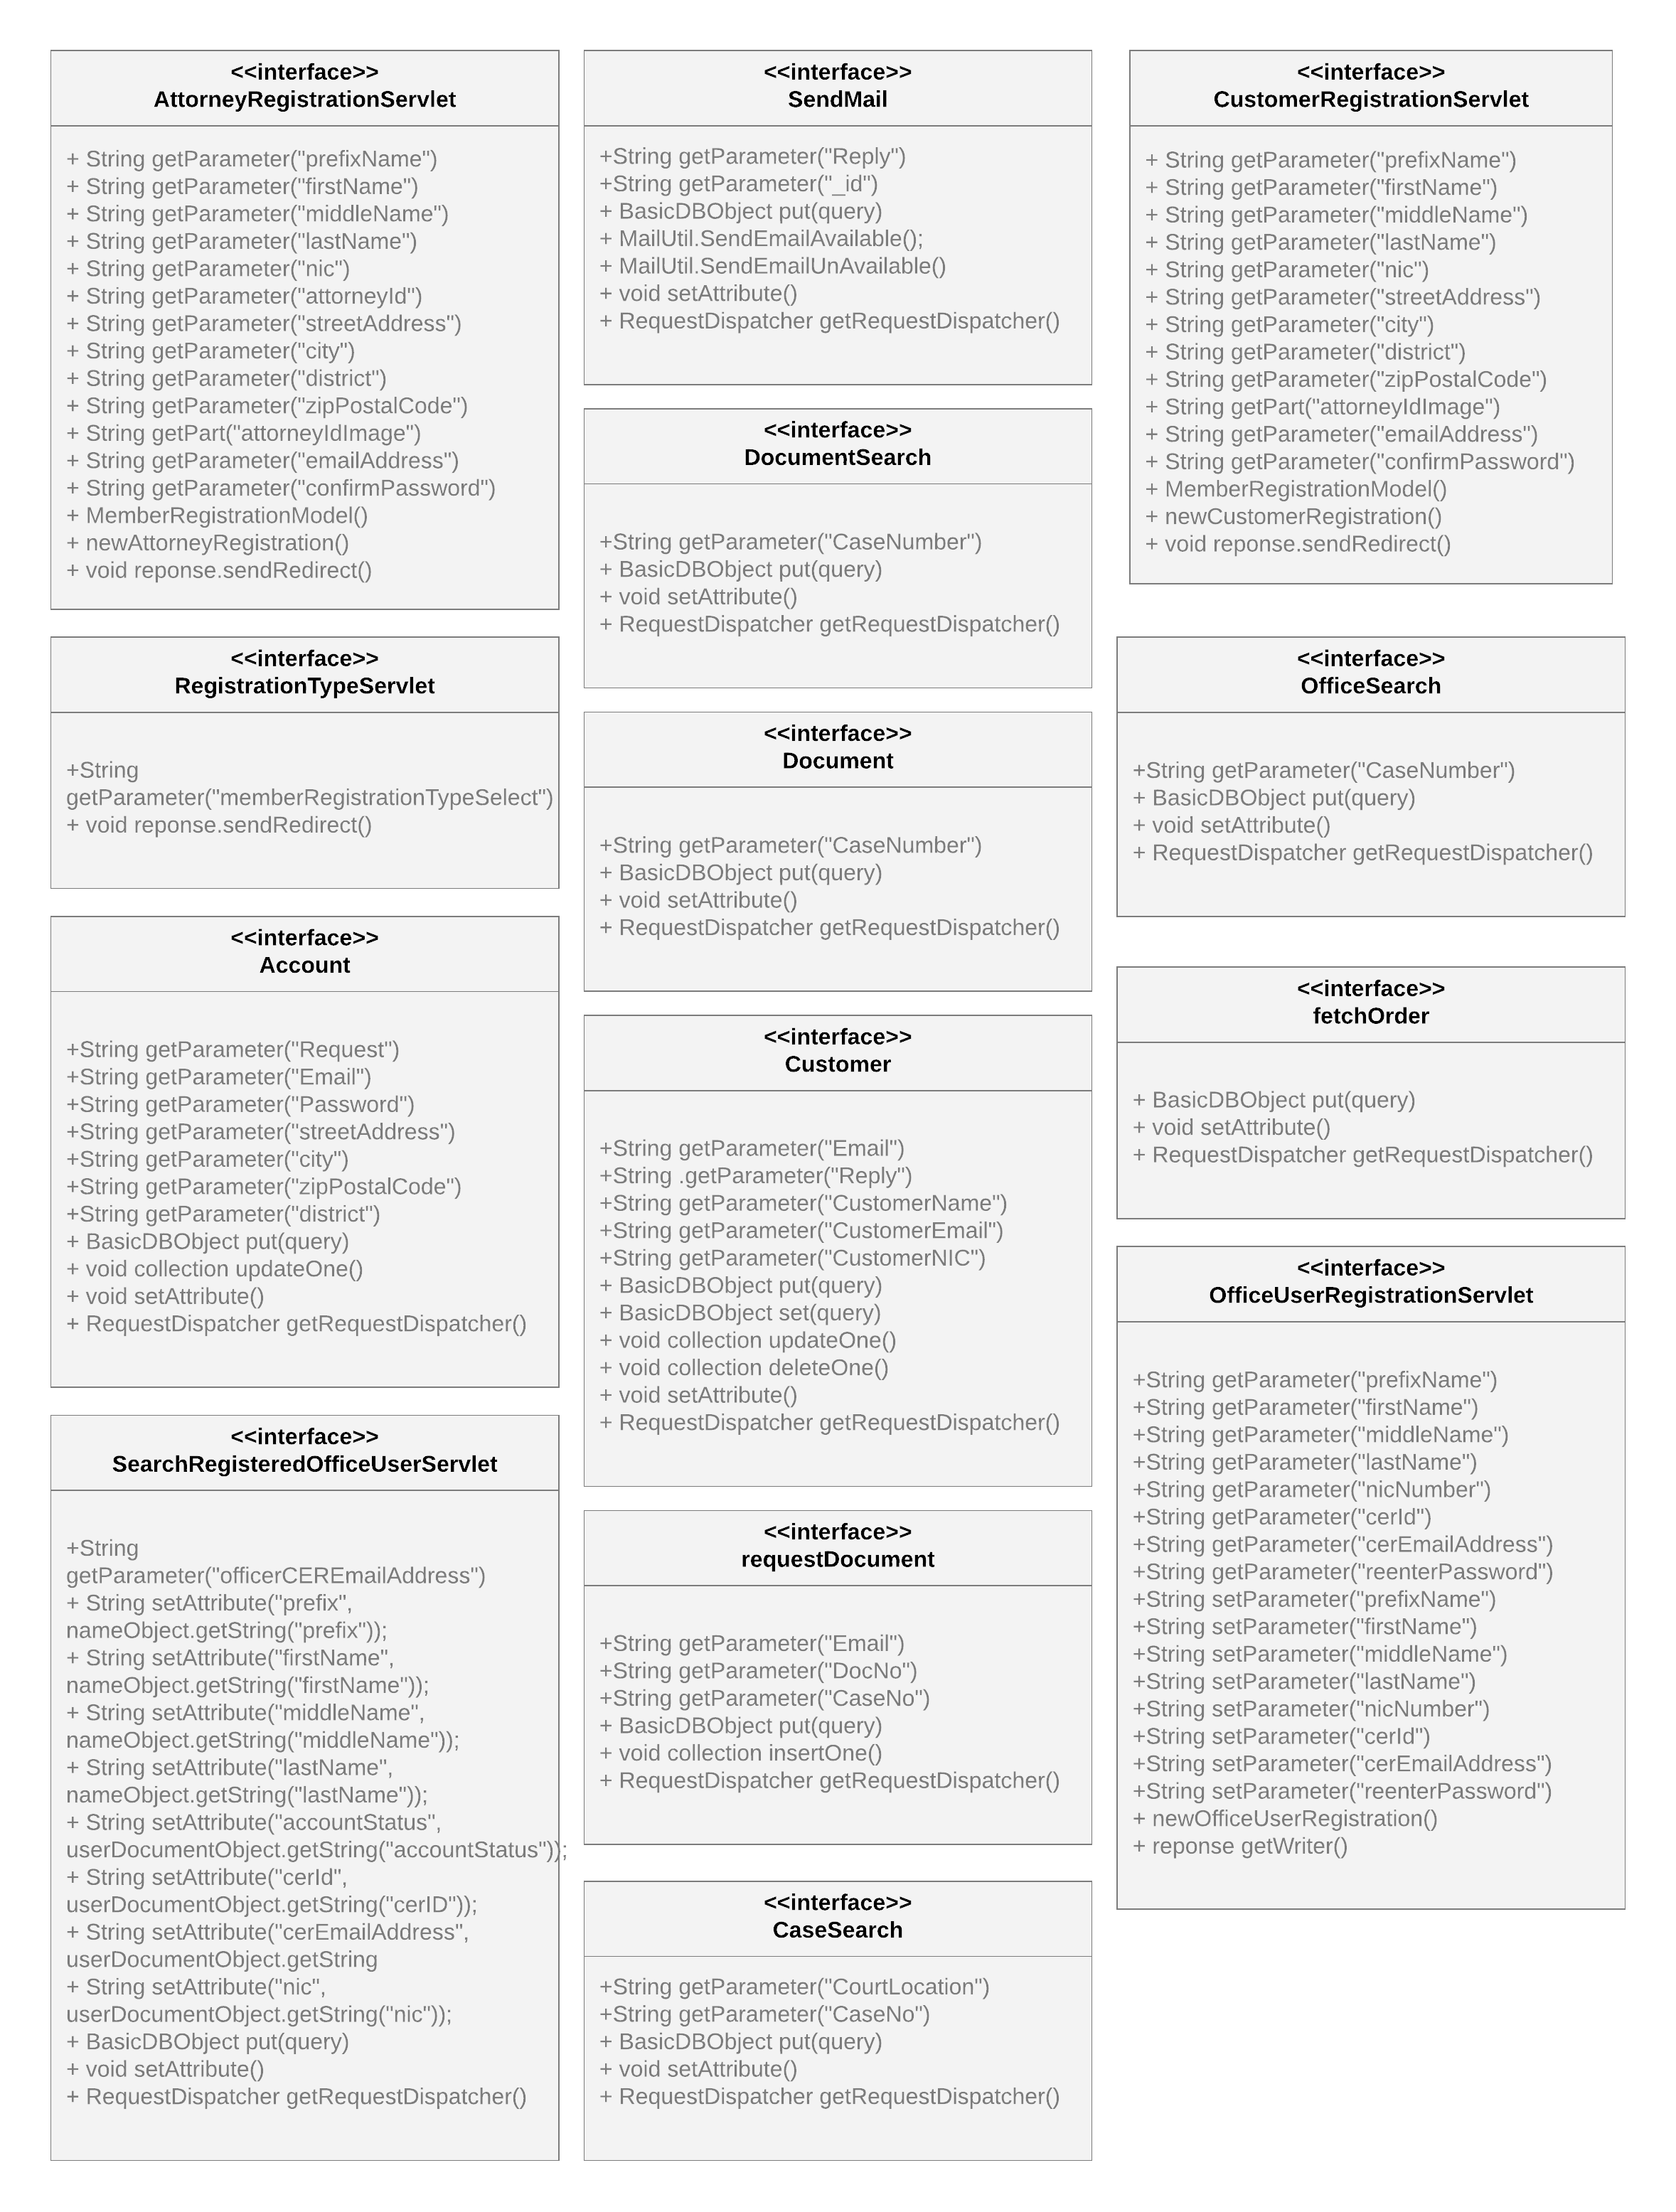 <<interface>>
AttorneyRegistrationServlet
+ String getParameter("prefixName")
+ String getParameter("firstName")
+ String getParameter("middleName")
+ String getParameter("lastName")
+ String getParameter("nic")
+ String getParameter("attorneyId")
+ String getParameter("streetAddress")
+ String getParameter("city")
+ String getParameter("district")
+ String getParameter("zipPostalCode")
+ String getPart("attorneyIdImage")
+ String getParameter("emailAddress")
+ String getParameter("confirmPassword")
+ MemberRegistrationModel()
+ newAttorneyRegistration()
+ void reponse.sendRedirect()
<<interface>>
RegistrationTypeServlet
+String
getParameter("memberRegistrationTypeSelect")
+ void reponse.sendRedirect()
<<interface>>
Account
+String getParameter("Request")
+String getParameter("Email")
+String getParameter("Password")
+String getParameter("streetAddress")
+String getParameter("city")
+String getParameter("zipPostalCode")
+String getParameter("district")
+ BasicDBObject put(query)
+ void collection updateOne()
+ void setAttribute()
+ RequestDispatcher getRequestDispatcher()
<<interface>>
SearchRegisteredOfficeUserServlet
+String
getParameter("officerCEREmailAddress")
+ String setAttribute("prefix",
nameObject.getString("prefix"));
+ String setAttribute("firstName",
nameObject.getString("firstName"));
+ String setAttribute("middleName",
nameObject.getString("middleName"));
+ String setAttribute("lastName",
nameObject.getString("lastName"));
+ String setAttribute("accountStatus",
userDocumentObject.getString("accountStatus"));
+ String setAttribute("cerId",
userDocumentObject.getString("cerID"));
+ String setAttribute("cerEmailAddress",
userDocumentObject.getString
+ String setAttribute("nic",
userDocumentObject.getString("nic"));
+ BasicDBObject put(query)
+ void setAttribute()
+ RequestDispatcher getRequestDispatcher()
<<interface>>
SendMail
+String getParameter("Reply")
+String getParameter("_id")
+ BasicDBObject put(query)
+ MailUtil.SendEmailAvailable();
+ MailUtil.SendEmailUnAvailable()
+ void setAttribute()
+ RequestDispatcher getRequestDispatcher()
<<interface>>
DocumentSearch
+String getParameter("CaseNumber")
+ BasicDBObject put(query)
+ void setAttribute()
+ RequestDispatcher getRequestDispatcher()
<<interface>>
Document
+String getParameter("CaseNumber")
+ BasicDBObject put(query)
+ void setAttribute()
+ RequestDispatcher getRequestDispatcher()
<<interface>>
Customer
+String getParameter("Email")
+String .getParameter("Reply")
+String getParameter("CustomerName")
+String getParameter("CustomerEmail")
+String getParameter("CustomerNIC")
+ BasicDBObject put(query)
+ BasicDBObject set(query)
+ void collection updateOne()
+ void collection deleteOne()
+ void setAttribute()
+ RequestDispatcher getRequestDispatcher()
<<interface>>
requestDocument
+String getParameter("Email")
+String getParameter("DocNo")
+String getParameter("CaseNo")
+ BasicDBObject put(query)
+ void collection insertOne()
+ RequestDispatcher getRequestDispatcher()
<<interface>>
CaseSearch
+String getParameter("CourtLocation")
+String getParameter("CaseNo")
+ BasicDBObject put(query)
+ void setAttribute()
+ RequestDispatcher getRequestDispatcher()
<<interface>>
CustomerRegistrationServlet
+ String getParameter("prefixName")
+ String getParameter("firstName")
+ String getParameter("middleName")
+ String getParameter("lastName")
+ String getParameter("nic")
+ String getParameter("streetAddress")
+ String getParameter("city")
+ String getParameter("district")
+ String getParameter("zipPostalCode")
+ String getPart("attorneyIdImage")
+ String getParameter("emailAddress")
+ String getParameter("confirmPassword")
+ MemberRegistrationModel()
+ newCustomerRegistration()
+ void reponse.sendRedirect()
<<interface>>
OfficeSearch
+String getParameter("CaseNumber")
+ BasicDBObject put(query)
+ void setAttribute()
+ RequestDispatcher getRequestDispatcher()
<<interface>>
fetchOrder
+ BasicDBObject put(query)
+ void setAttribute()
+ RequestDispatcher getRequestDispatcher()
<<interface>>
OfficeUserRegistrationServlet
+String getParameter("prefixName")
+String getParameter("firstName")
+String getParameter("middleName")
+String getParameter("lastName")
+String getParameter("nicNumber")
+String getParameter("cerId")
+String getParameter("cerEmailAddress")
+String getParameter("reenterPassword")
+String setParameter("prefixName")
+String setParameter("firstName")
+String setParameter("middleName")
+String setParameter("lastName")
+String setParameter("nicNumber")
+String setParameter("cerId")
+String setParameter("cerEmailAddress")
+String setParameter("reenterPassword")
+ newOfficeUserRegistration()
+ reponse getWriter()